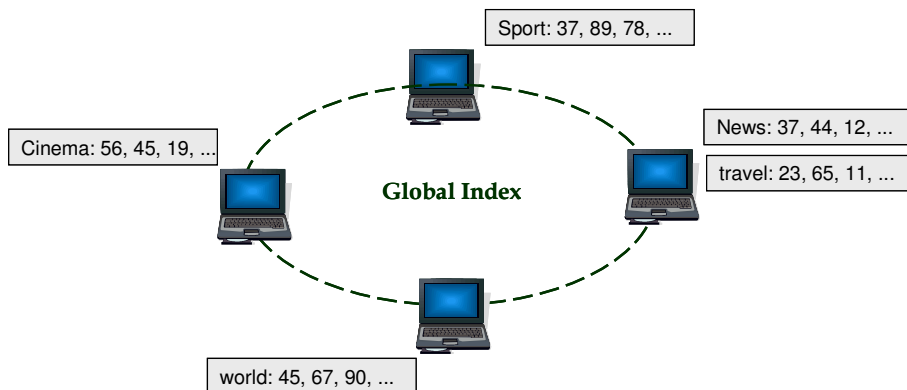 Sport: 37, 89, 78, ...
News: 37, 44, 12, ...
Cinema: 56, 45, 19, ...
travel: 23, 65, 11, ...
Global Index
world: 45, 67, 90, ...